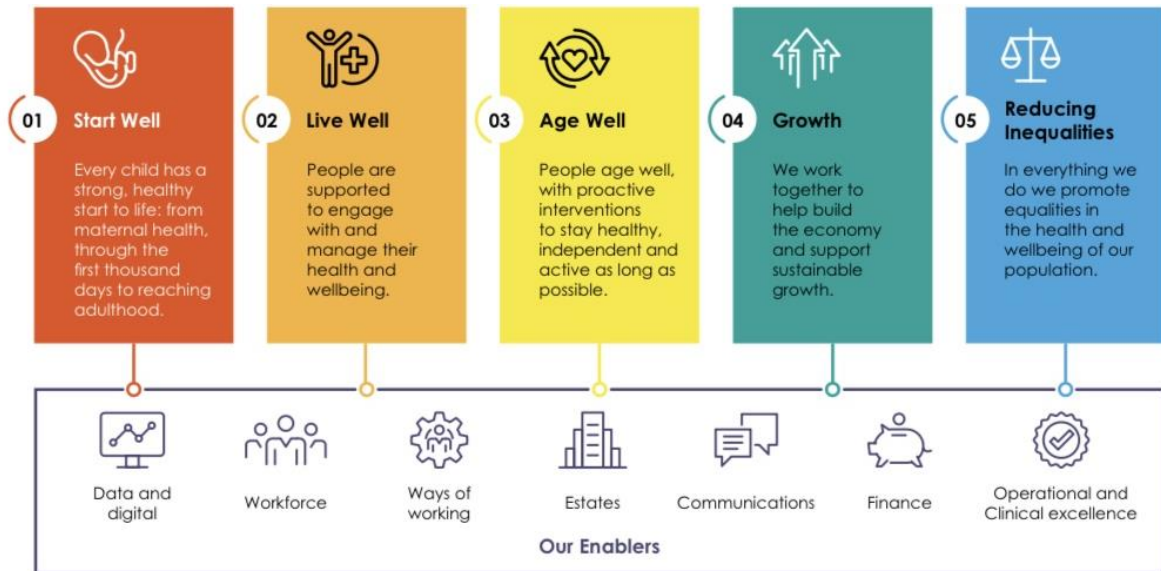 01
Start Well
Every child has a
strong, healthy
start to life: from
maternal health,
through the
first thousand
days to reaching
adulthood.
02
Live Well
People are
supported
to engage
with and
manage their
health and
wellbeing.
03
Age Well
People age well,
with proactive
interventions
to stay healthy,
independent and
active as long as
possible.
04
Growth
We work
together to
help build
the economy
and support
sustainable
growth.
05
Reducing
Inequalities
In everything we
do we promote
equalities in
the health and
wellbeing of our
population.
Data and
digital
Workforce
Ways of
working
Estates
Communications
Finance
Operational and
Clinical excellence
Our Enablers